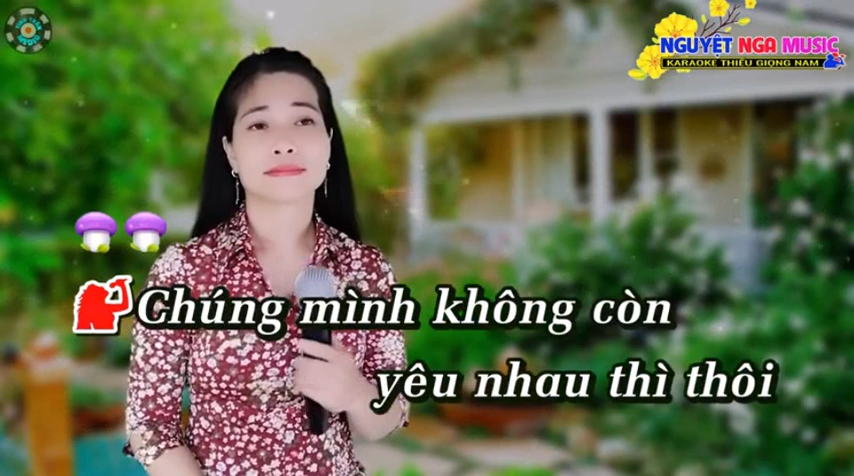 NGUYỆT NGA MUSIC
KARAOKE THIẾU GIỌNG NAM
Chúng mình không còn
yêu nhau thì thôi